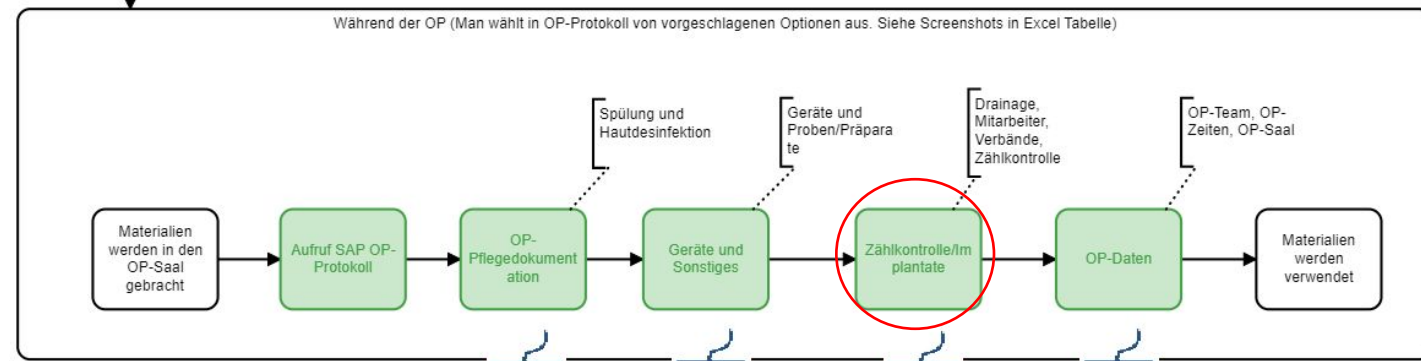 Während der OP (Man wählt in OP-Protokoll von vorgeschlagenen Optionen aus. Siehe Screenshots in Excel Tabelle)
Spülung und
Hautdesinfektion
Geräte und
Proben/Präpara
te
Drainage,
Mitarbeiter,
Verbände,
Zählkontrolle
OP-Team, OP-
Zeiten, OP-Saal
Materialien
werden in den
OP-Saal
gebracht
Aufruf SAP OP-
Protokoll
OP-
Pflegedokument
ation
Geräte und
Sonstiges
Zählkontrolle/Im
plantate
OP-Daten
Materialien
werden
verwendet